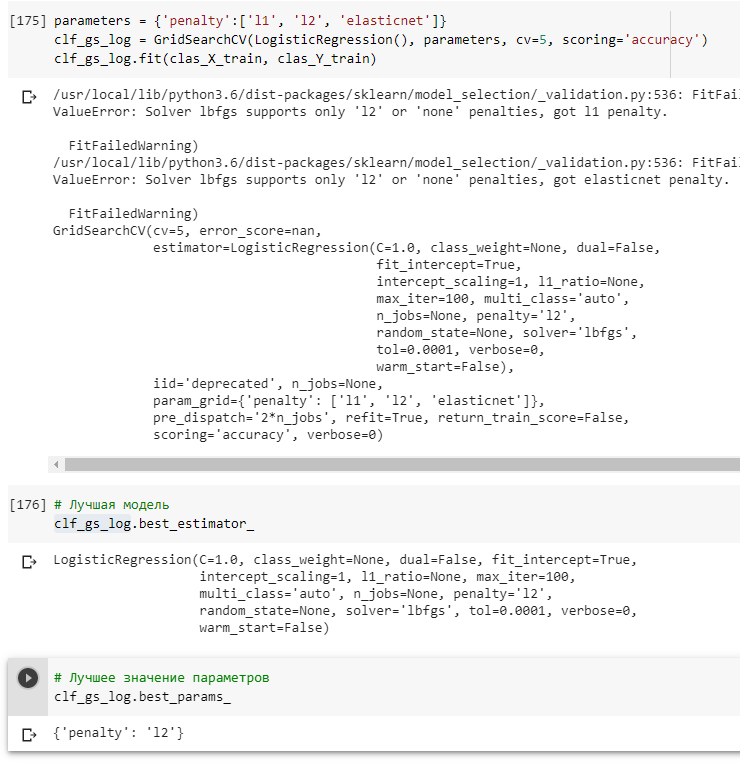 [175] parameters = {'penalty':['l1', 'l2', 'elasticnet']}
clf_gs_log = GridSearchCV(LogisticRegression(), parameters, cv=5, scoring='accuracy')
clf_gs_log.fit(clas_X_train, clas_Y_train)
/usr/local/lib/python3.6/dist-packages/sklearn/model_selection/_validation.py:536: FitFail
ValueError: Solver lbfgs supports only 'l2' or 'none' penalties, got l1 penalty.
FitFailedWarning)
/usr/local/lib/python3.6/dist-packages/sklearn/model_selection/_validation.py:536: FitFail
ValueError: Solver lbfgs supports only 'l2' or 'none' penalties, got elasticnet penalty.
FitFailedWarning)
GridSearchCV(cv=5, error_score=nan,
estimator=LogisticRegression(C=1.0, class_weight=None, dual=False,
fit_intercept=True,
intercept_scaling=1, l1_ratio=None,
max_iter=100, multi_class='auto',
n_jobs=None, penalty='l2',
random_state=None, solver='lbfgs',
tol=0.0001, verbose=0,
warm_start=False),
iid='deprecated', n_jobs=None,
param_grid={'penalty': ['l1', 'l2', 'elasticnet']},
pre_dispatch='2*n_jobs', refit=True, return_train_score=False,
scoring='accuracy', verbose=0)
[176] # Лучшая модель
clf_gs_log.best_estimator_
LogisticRegression(C=1.0, class_weight=None, dual=False, fit_intercept=True,
intercept_scaling=1, l1_ratio=None, max_iter=100,
multi_class='auto', n_jobs=None, penalty='l2',
random_state=None, solver='lbfgs', tol=0.0001, verbose=0,
warm_start=False)
# Лучшее значение параметров
clf_gs_log.best_params_
{'penalty': 'l2'}